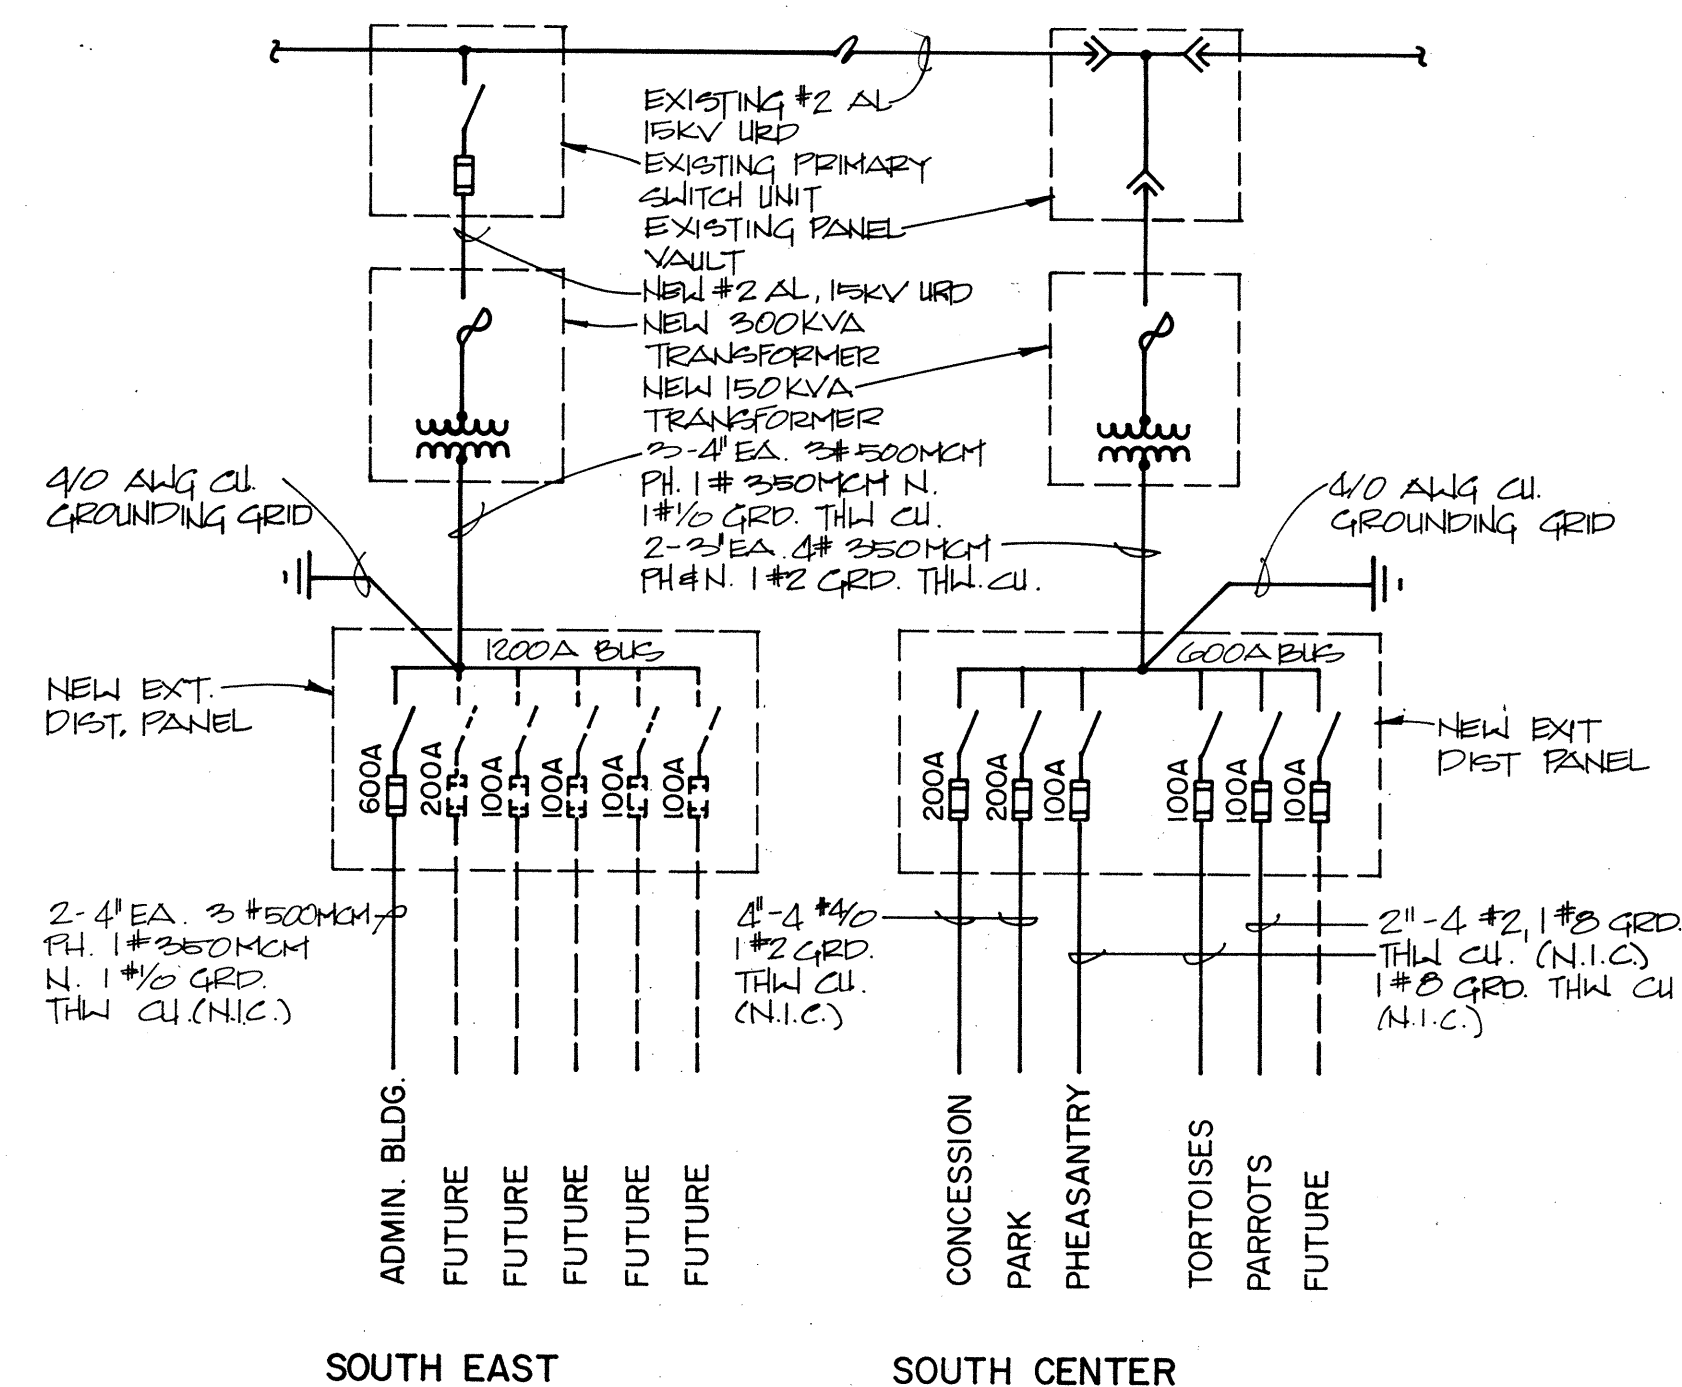 EXISTING #2 AL
15KV URD
EXISTING PRIMARY
SWITCH UNIT
EXISTING PANEL
VAULT
NEW #2 AL, 15KV URD
NEW 300KVA
TRANSFORMER
NEW 150KVA
TRANSFORMER
3-4" EA. 3#500MCM
PH. 1#350MCM N.
1#1/0 GRD. THW CU.
2-3" EA. 4# 350MCM
PH & N. 1#2 GRD. THW. CU.
4/0 AWG CU.
GROUNDING GRID
4/0 AWG CU.
GROUNDING GRID
1200A BUS
600A BUS
NEW EXT.
DIST. PANEL
NEW EXIT
DIST PANEL
600A
200A
100A
100A
100A
100A
200A
200A
100A
100A
100A
100A
2-4" EA. 3 #500MCM
PH. 1#350MCM
N. 1#1/0 GRD.
THW CU.(N.I.C.)
4"-4 #4/0
1#2 GRD.
THW CU.
(N.I.C.)
2"-4 #2, 1#8 GRD.
THW CU. (N.I.C.)
1#8 GRD. THW CU
(N.I.C.)
ADMIN. BLDG.
FUTURE
FUTURE
FUTURE
FUTURE
FUTURE
CONCESSION
PARK
PHEASANTRY
TORTOISES
PARROTS
FUTURE
SOUTH EAST
SOUTH CENTER